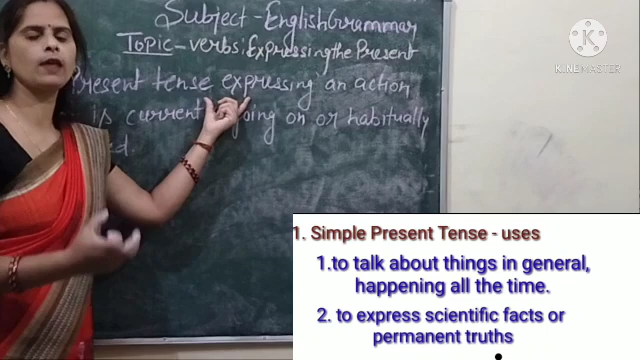 Subject - English Grammar
Topic - verbs: Expressing the Present
Present tense expressing an action
is current going on or habitually
KINEMASTER
1. Simple Present Tense - uses
1.to talk about things in general,
happening all the time.
2. to express scientific facts or
permanent truths